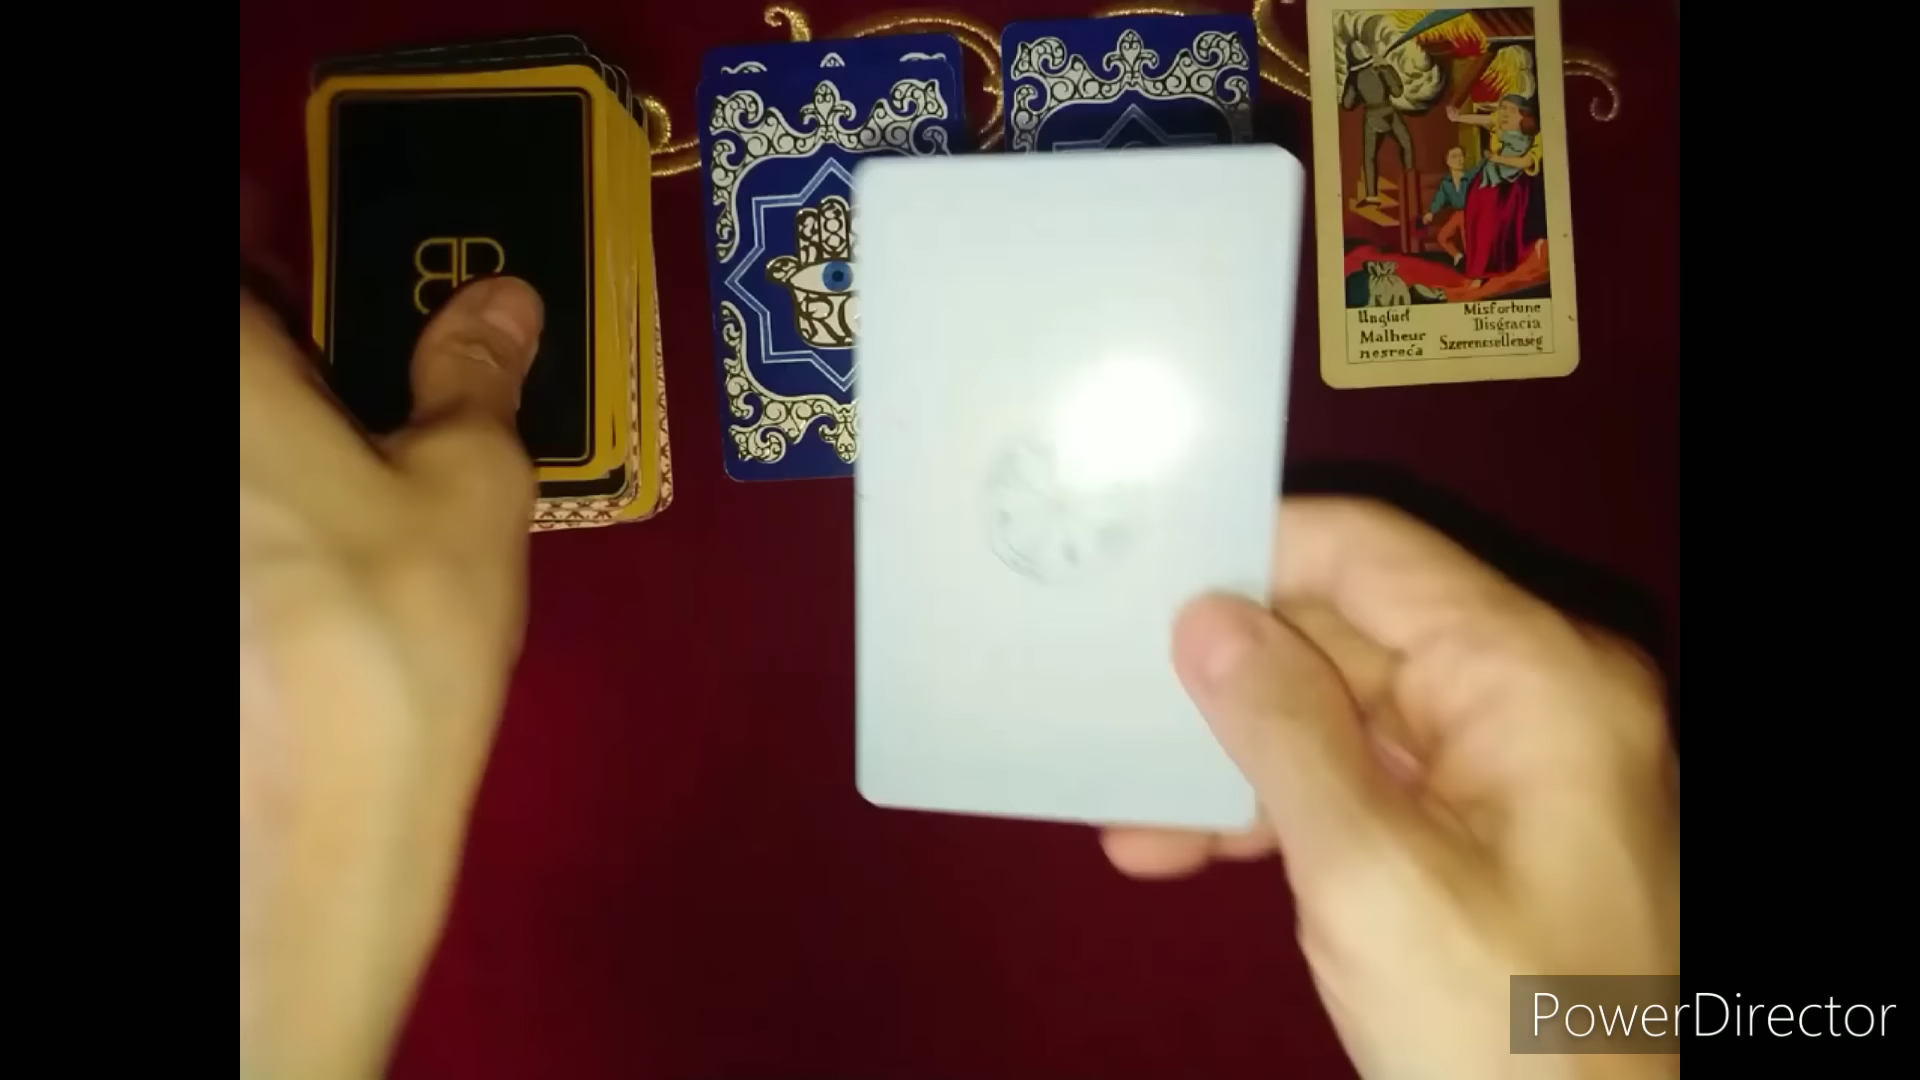 Unglück
Malheur
nesreća
Misfortune
Disgracia
Szerencsétlenség
PowerDirector